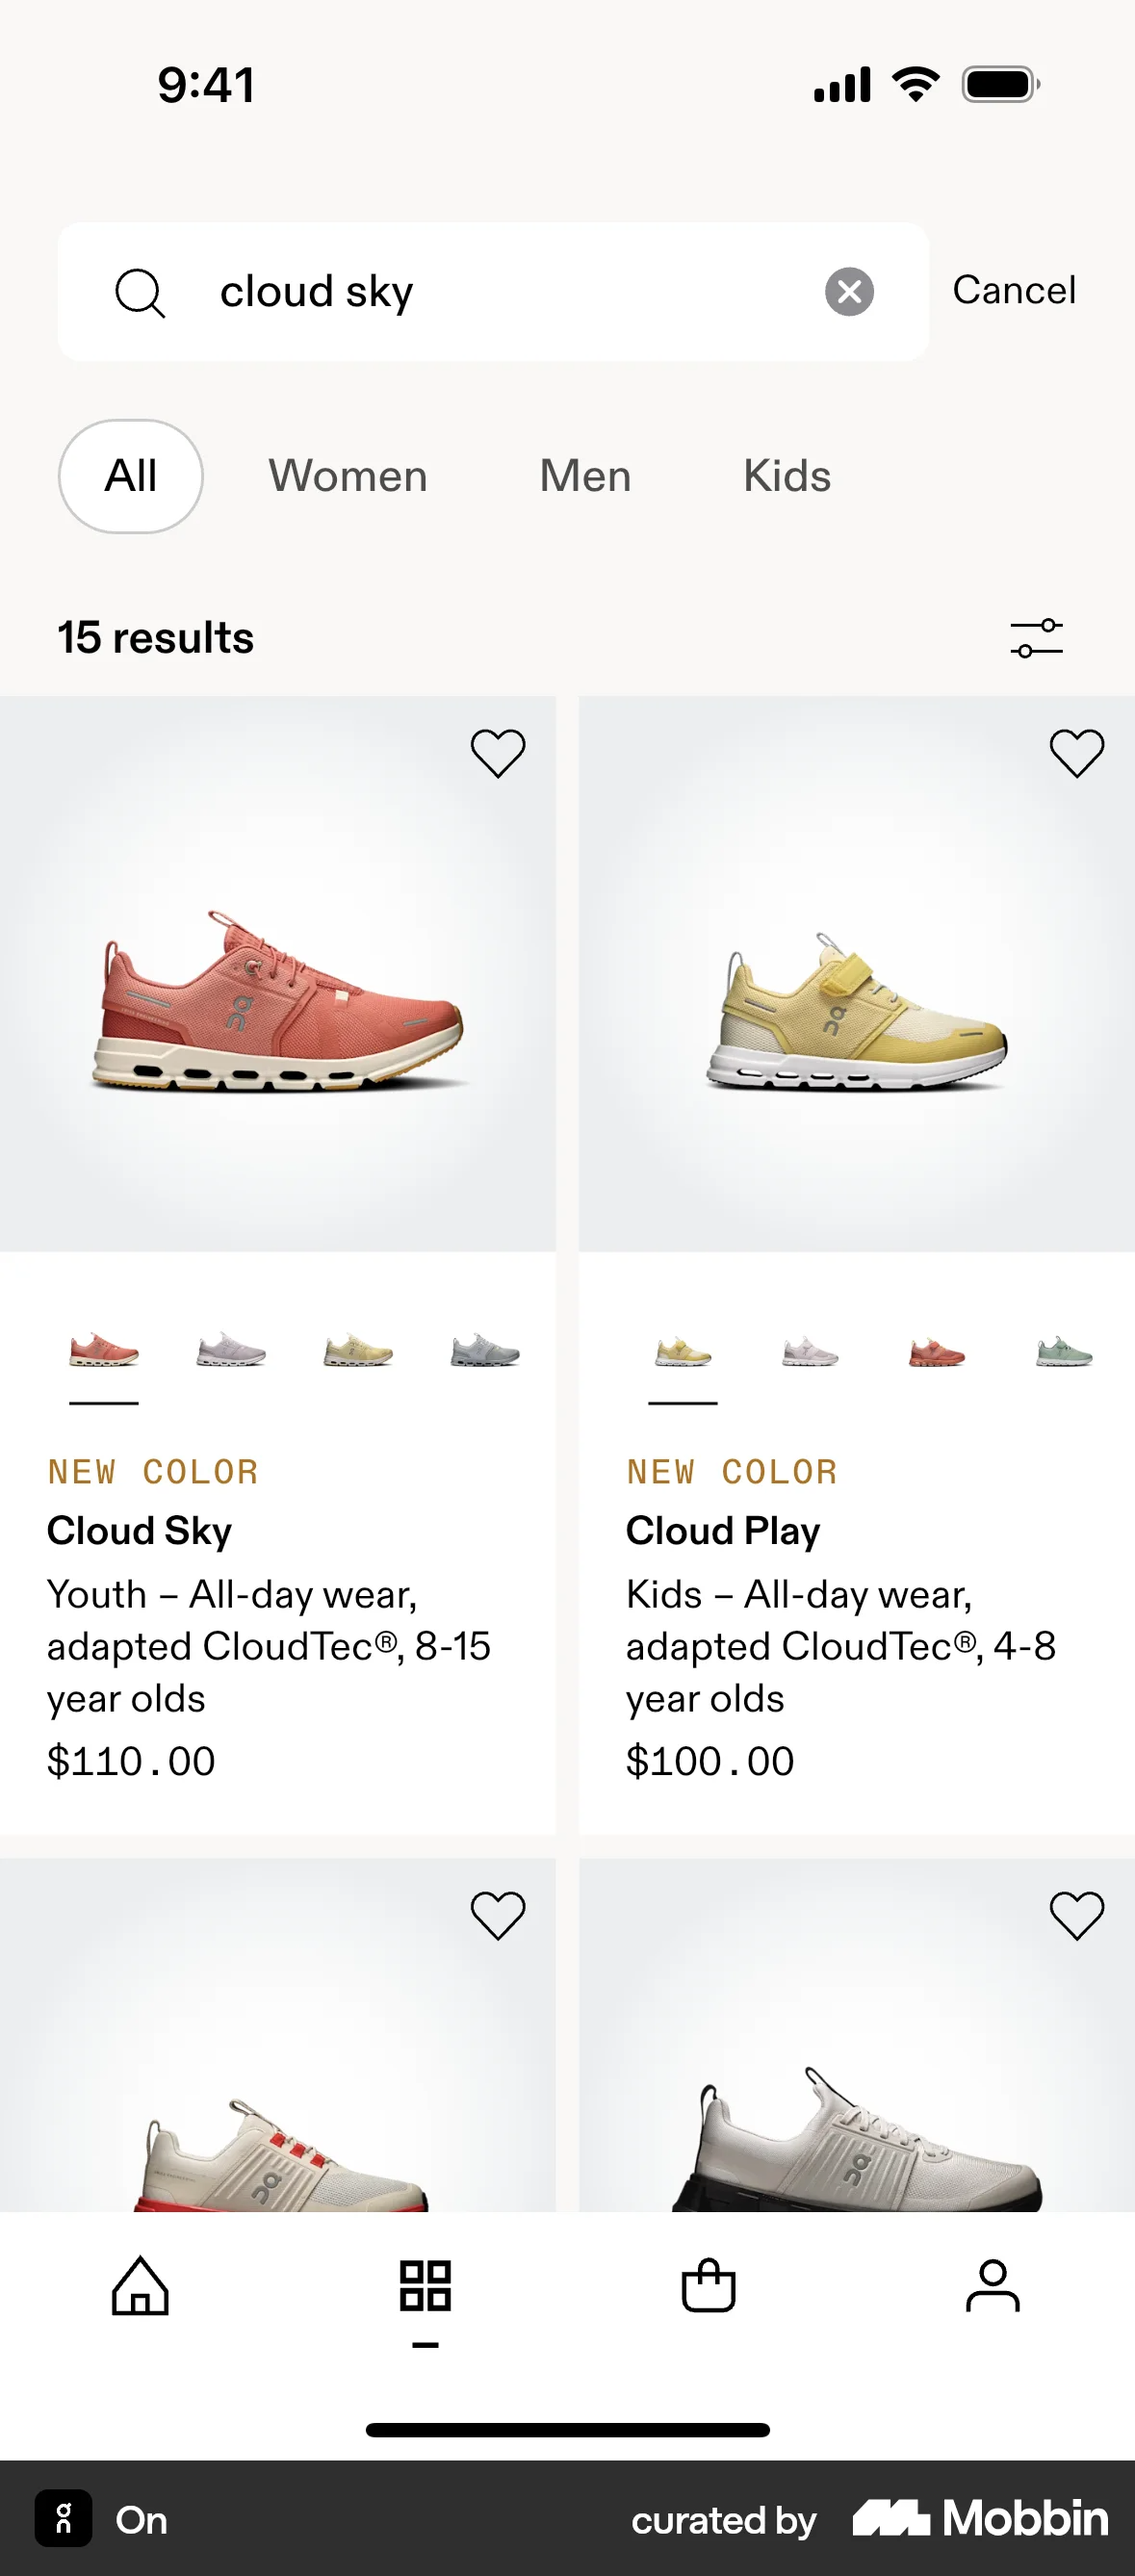 9:41
cloud sky
Cancel
All
Women
Men
Kids
15 results
NEW COLOR
Cloud Sky
Youth – All-day wear,
adapted CloudTec®, 8-15
year olds
$110.00
NEW COLOR
Cloud Play
Kids – All-day wear,
adapted CloudTec®, 4-8
year olds
$100.00
On
curated by
Mobbin